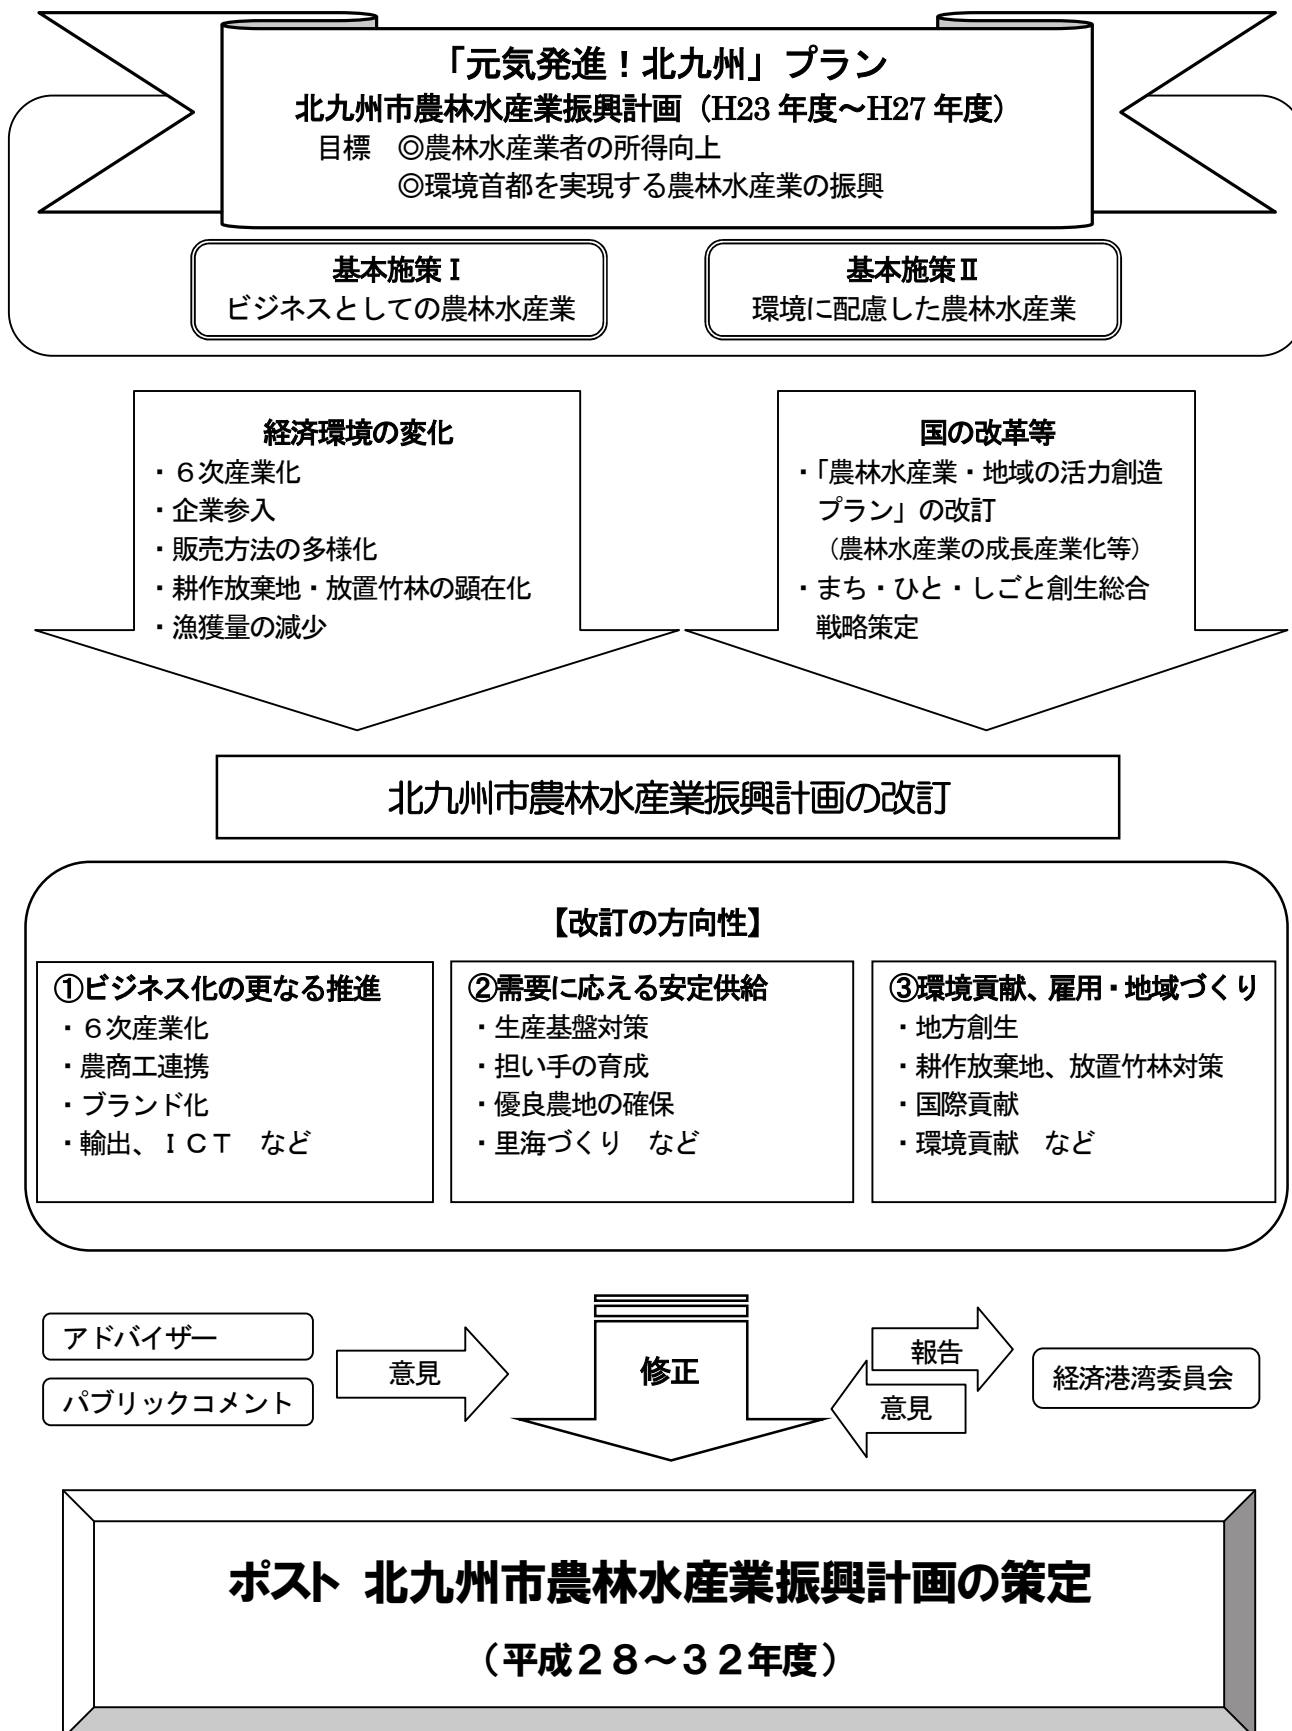 「元気発進！北九州」プラン
北九州市農林水産業振興計画（H23 年度～H27 年度）
目標　◎農林水産業者の所得向上
◎環境首都を実現する農林水産業の振興
基本施策Ⅰ
ビジネスとしての農林水産業
基本施策Ⅱ
環境に配慮した農林水産業
経済環境の変化
・６次産業化
・企業参入
・販売方法の多様化
・耕作放棄地・放置竹林の顕在化
・漁獲量の減少
国の改革等
・「農林水産業・地域の活力創造
プラン」の改訂
（農林水産業の成長産業化等）
・まち・ひと・しごと創生総合
戦略策定
北九州市農林水産業振興計画の改訂
【改訂の方向性】
①ビジネス化の更なる推進
・６次産業化
・農商工連携
・ブランド化
・輸出、ＩＣＴ　など
②需要に応える安定供給
・生産基盤対策
・担い手の育成
・優良農地の確保
・里海づくり　など
③環境貢献、雇用・地域づくり
・地方創生
・耕作放棄地、放置竹林対策
・国際貢献
・環境貢献　など
アドバイザー
パブリックコメント
意見
修正
報告
意見
経済港湾委員会
ポスト 北九州市農林水産業振興計画の策定
（平成２８～３２年度）